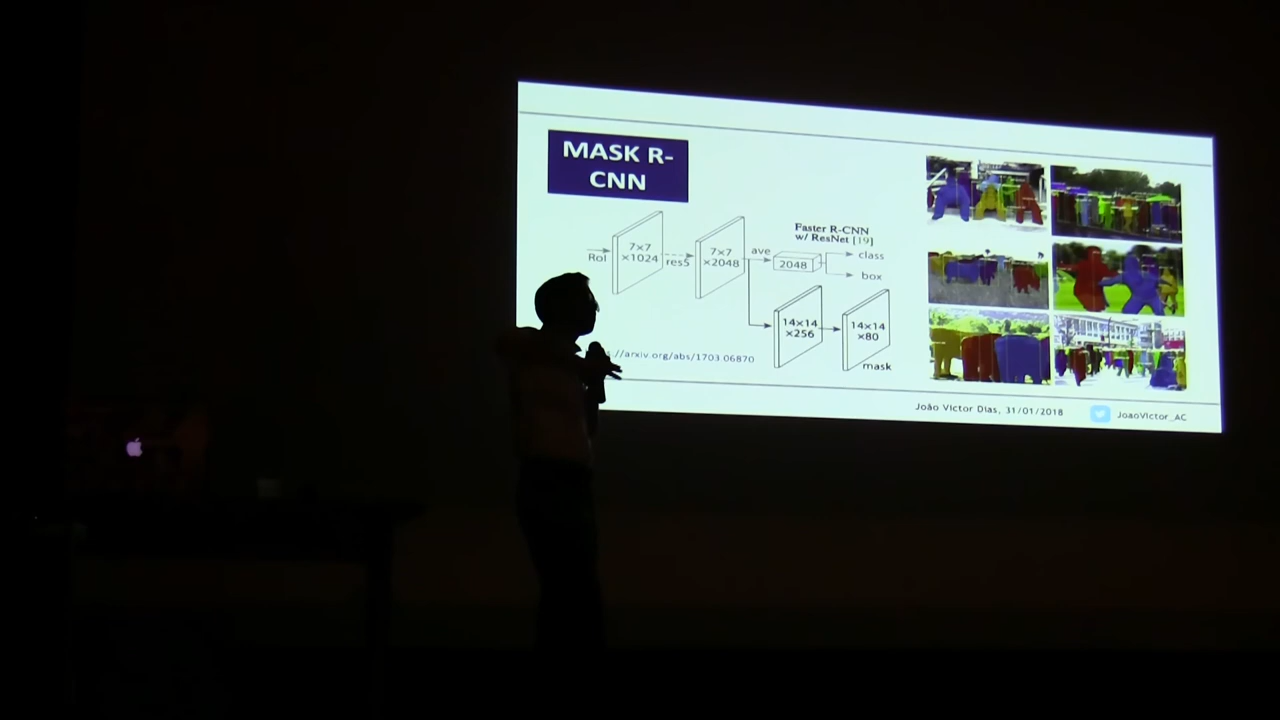 MASK R-
CNN
Faster R-CNN
w/ ResNet [19]
RoI
7×7
×1024
res5
7×7
×2048
ave
2048
class
box
14×14
×256
14×14
×80
mask
://arxiv.org/abs/1703.06870
João Victor Dias, 31/01/2018
JoaoVictor_AC